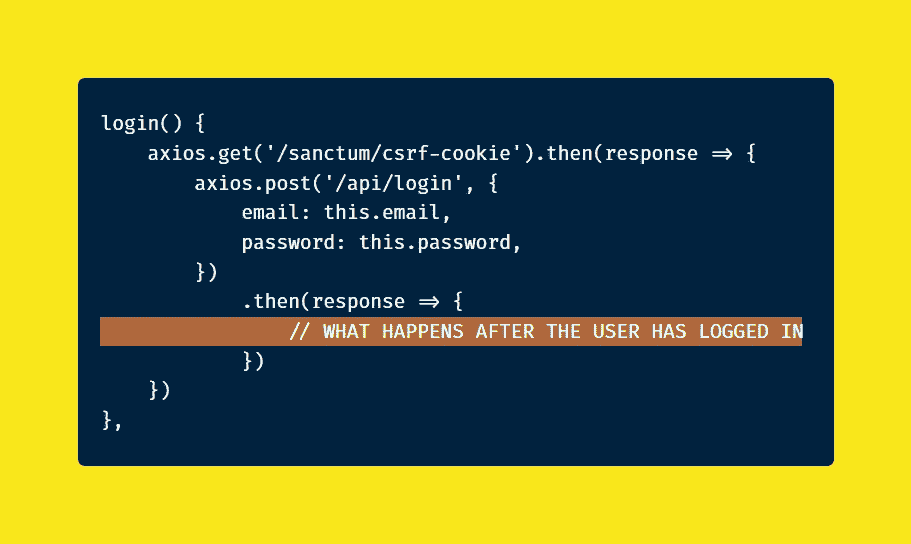 login() {
    axios.get('/sanctum/csrf-cookie').then(response => {
        axios.post('/api/login', {
            email: this.email,
            password: this.password,
        })
            .then(response => {
                // WHAT HAPPENS AFTER THE USER HAS LOGGED IN
            })
    })
},